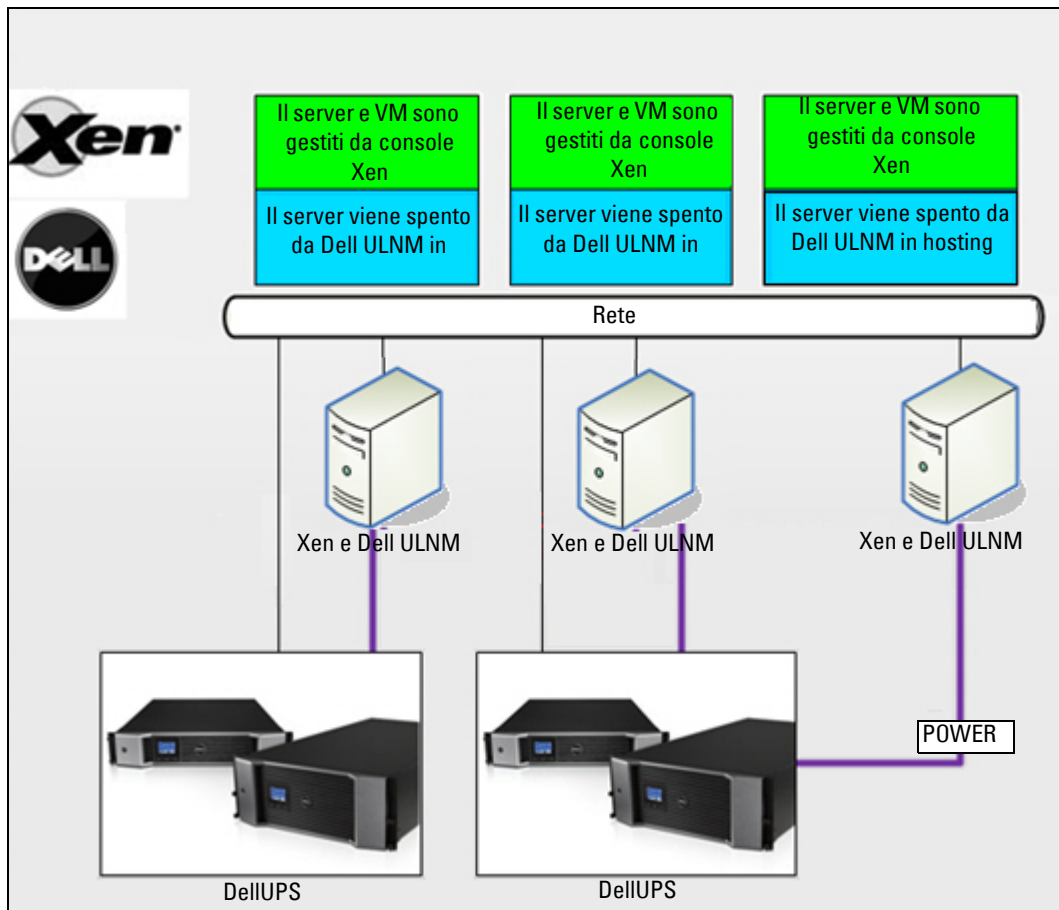 Xen
DELL
Il server e VM sono
gestiti da console
Xen
Il server viene spento
da Dell ULNM in
Il server e VM sono
gestiti da console
Xen
Il server viene spento
da Dell ULNM in
Il server e VM sono
gestiti da console
Xen
Il server viene spento da
Dell ULNM in hosting
Rete
Xen e Dell ULNM
Xen e Dell ULNM
Xen e Dell ULNM
POWER
DellUPS
DellUPS